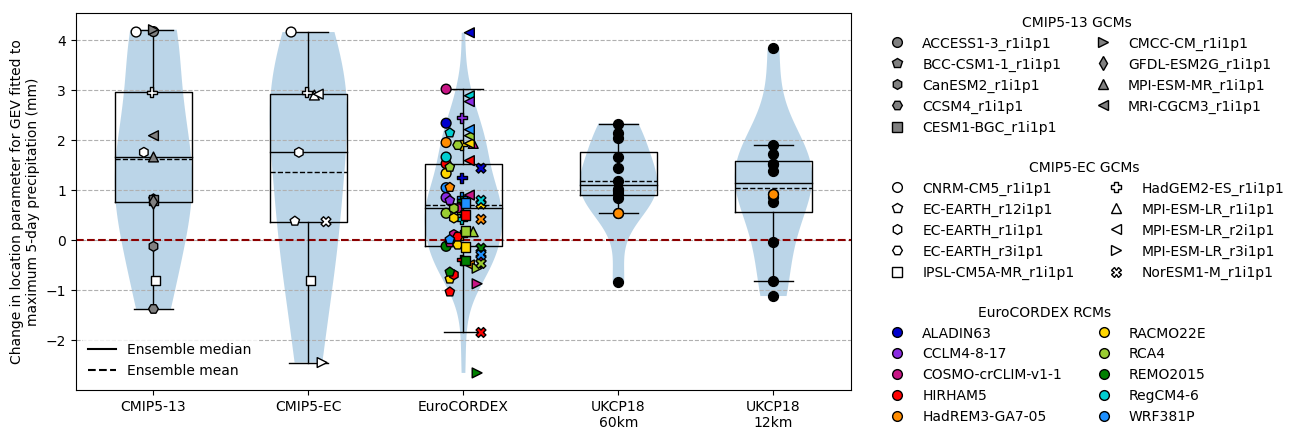 Change in location parameter for GEV fitted to
maximum 5-day precipitation (mm)
4
3
2
1
0
−1
−2
Ensemble median
Ensemble mean
CMIP5-13
CMIP5-EC
EuroCORDEX
UKCP18
60km
UKCP18
12km
CMIP5-13 GCMs
ACCESS1-3_r1i1p1
BCC-CSM1-1_r1i1p1
CanESM2_r1i1p1
CCSM4_r1i1p1
CESM1-BGC_r1i1p1
CMCC-CM_r1i1p1
GFDL-ESM2G_r1i1p1
MPI-ESM-MR_r1i1p1
MRI-CGCM3_r1i1p1
CMIP5-EC GCMs
CNRM-CM5_r1i1p1
EC-EARTH_r12i1p1
EC-EARTH_r1i1p1
EC-EARTH_r3i1p1
IPSL-CM5A-MR_r1i1p1
HadGEM2-ES_r1i1p1
MPI-ESM-LR_r1i1p1
MPI-ESM-LR_r2i1p1
MPI-ESM-LR_r3i1p1
NorESM1-M_r1i1p1
EuroCORDEX RCMs
ALADIN63
CCLM4-8-17
COSMO-crCLIM-v1-1
HIRHAM5
HadREM3-GA7-05
RACMO22E
RCA4
REMO2015
RegCM4-6
WRF381P